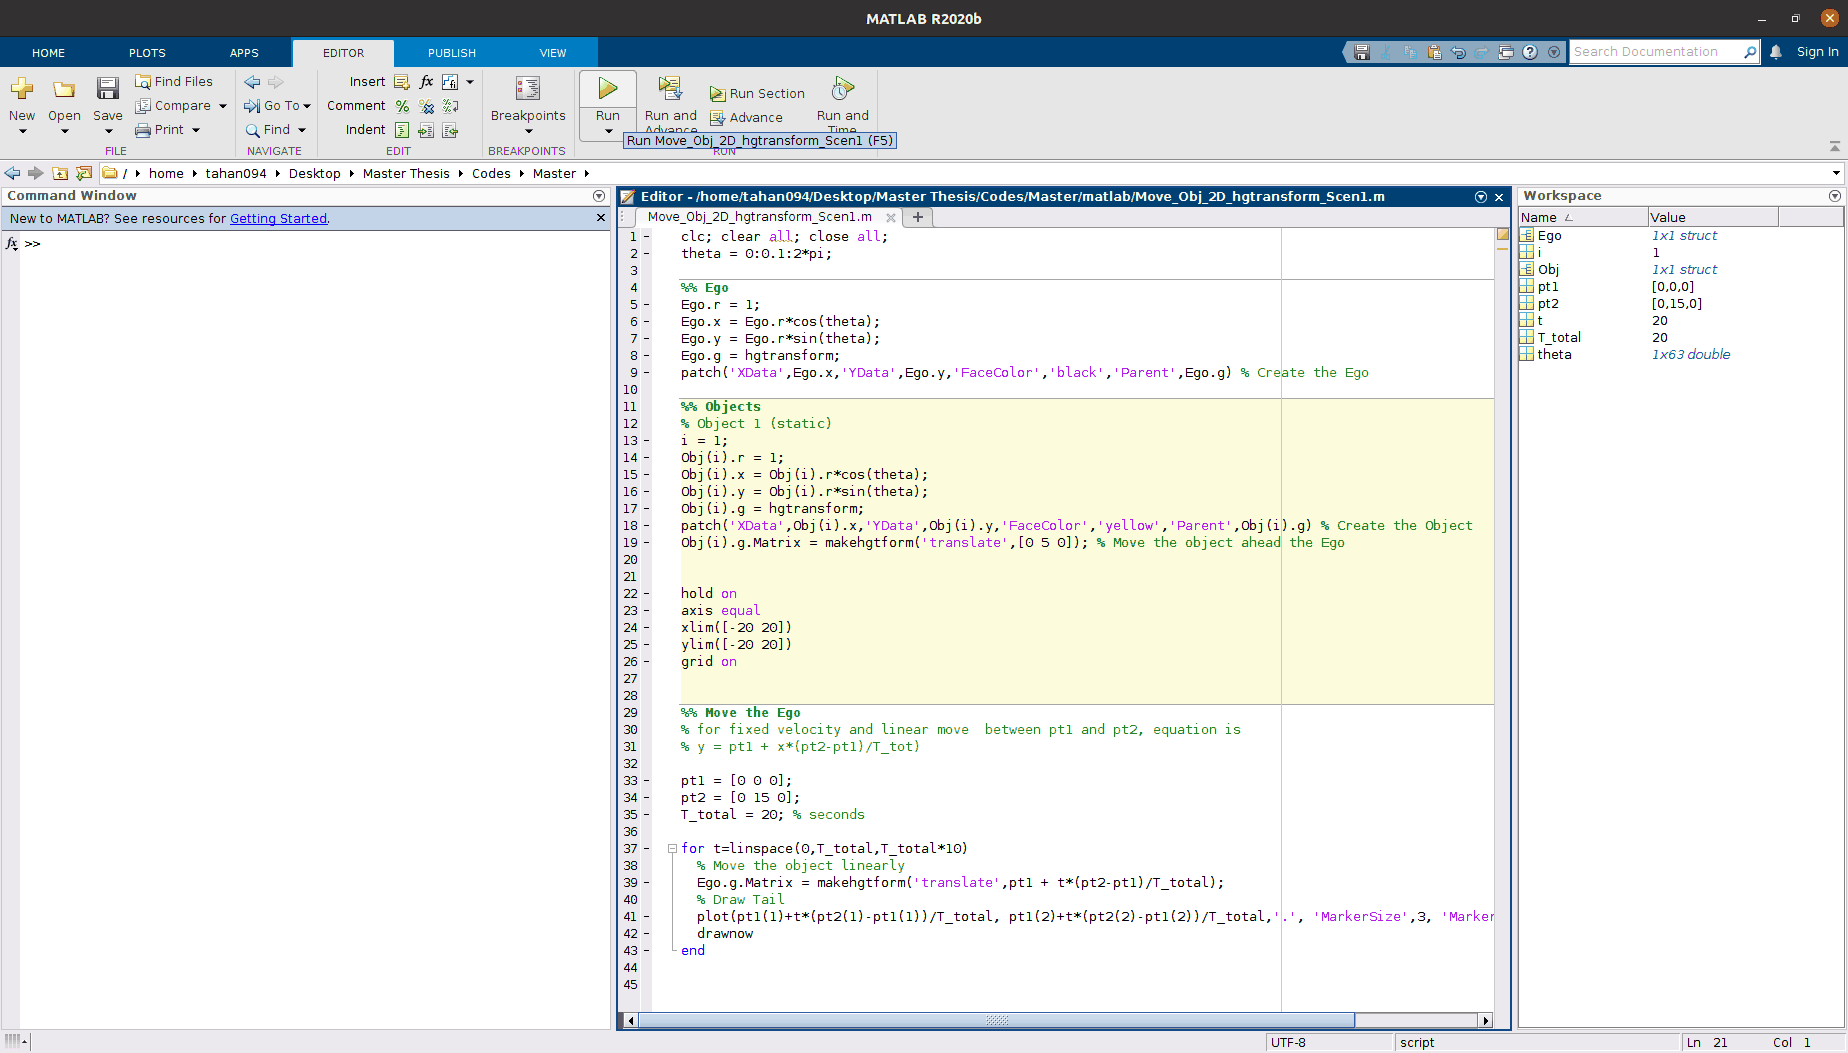 MATLAB R2020b
HOME PLOTS APPS EDITOR PUBLISH VIEW
Search Documentation
Sign In
New Open Save
Find Files
Compare
Print
FILE
Go To
Find
NAVIGATE
Insert
Comment
Indent
EDIT
Breakpoints
BREAKPOINTS
Run
Run and Advance
Run Section
Advance
Run and Time
RUN
Run Move_Obj_2D_hgtransform_Scen1 (F5)
/ home tahan094 Desktop Master Thesis Codes Master
Command Window
New to MATLAB? See resources for Getting Started.
fx >>
Editor - /home/tahan094/Desktop/Master Thesis/Codes/Master/matlab/Move_Obj_2D_hgtransform_Scen1.m
Move_Obj_2D_hgtransform_Scen1.m
1 - clc; clear all; close all;
2 - theta = 0:0.1:2*pi;
3
4 %% Ego
5 - Ego.r = 1;
6 - Ego.x = Ego.r*cos(theta);
7 - Ego.y = Ego.r*sin(theta);
8 - Ego.g = hgtransform;
9 - patch('XData',Ego.x,'YData',Ego.y,'FaceColor','black','Parent',Ego.g) % Create the Ego
10
11 %% Objects
12 % Object 1 (static)
13 - i = 1;
14 - Obj(i).r = 1;
15 - Obj(i).x = Obj(i).r*cos(theta);
16 - Obj(i).y = Obj(i).r*sin(theta);
17 - Obj(i).g = hgtransform;
18 - patch('XData',Obj(i).x,'YData',Obj(i).y,'FaceColor','yellow','Parent',Obj(i).g) % Create the Object
19 - Obj(i).g.Matrix = makehgtform('translate',[0 5 0]); % Move the object ahead the Ego
20
21
22 - hold on
23 - axis equal
24 - xlim([-20 20])
25 - ylim([-20 20])
26 - grid on
27
28
29 %% Move the Ego
30 % for fixed velocity and linear move  between pt1 and pt2, equation is
31 % y = pt1 + x*(pt2-pt1)/T_tot)
32
33 - pt1 = [0 0 0];
34 - pt2 = [0 15 0];
35 - T_total = 20; % seconds
36
37 - for t=linspace(0,T_total,T_total*10)
38 % Move the object linearly
39 - Ego.g.Matrix = makehgtform('translate',pt1 + t*(pt2-pt1)/T_total);
40 % Draw Tail
41 - plot(pt1(1)+t*(pt2(1)-pt1(1))/T_total, pt1(2)+t*(pt2(2)-pt1(2))/T_total,'.', 'MarkerSize',3, 'Marker
42 - drawnow
43 - end
44
45
Workspace
Name Value
Ego 1x1 struct
i 1
Obj 1x1 struct
pt1 [0,0,0]
pt2 [0,15,0]
t 20
T_total 20
theta 1x63 double
UTF-8
script
Ln 21 Col 1